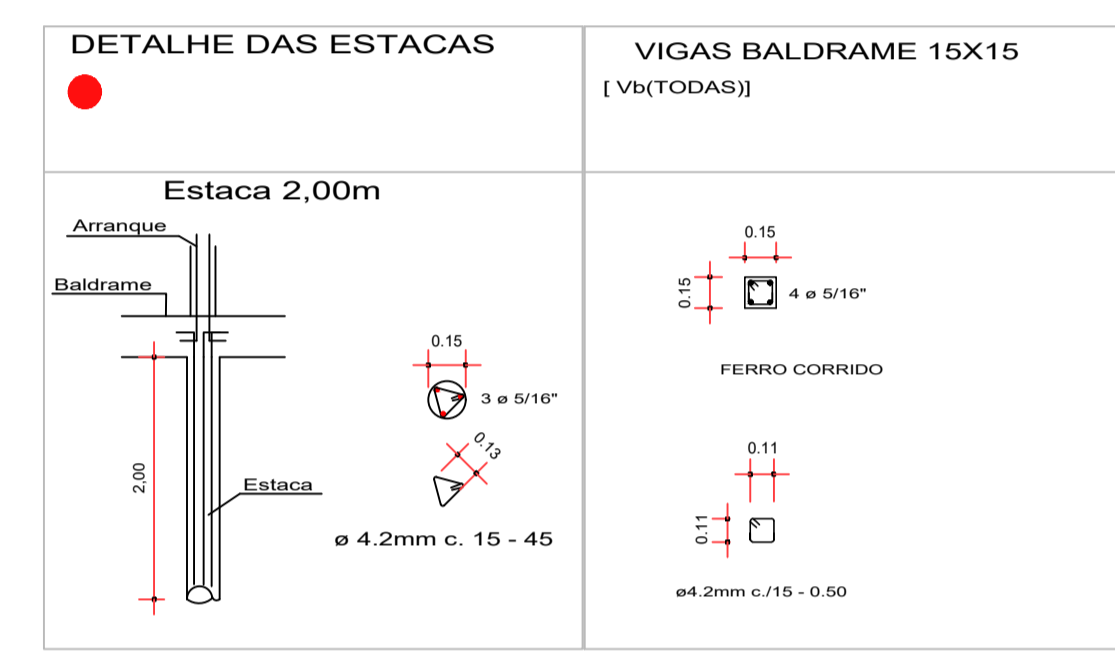 DETALHE DAS ESTACAS
VIGAS BALDRAME 15X15
[ Vb(TODAS)]
Estaca 2,00m
Arranque
Baldrame
2,00
Estaca
0.15
3 ø 5/16"
0.13
ø 4.2mm c. 15 - 45
0.15
0.15
4 ø 5/16"
FERRO CORRIDO
0.11
0.11
ø4.2mm c./15 - 0.50